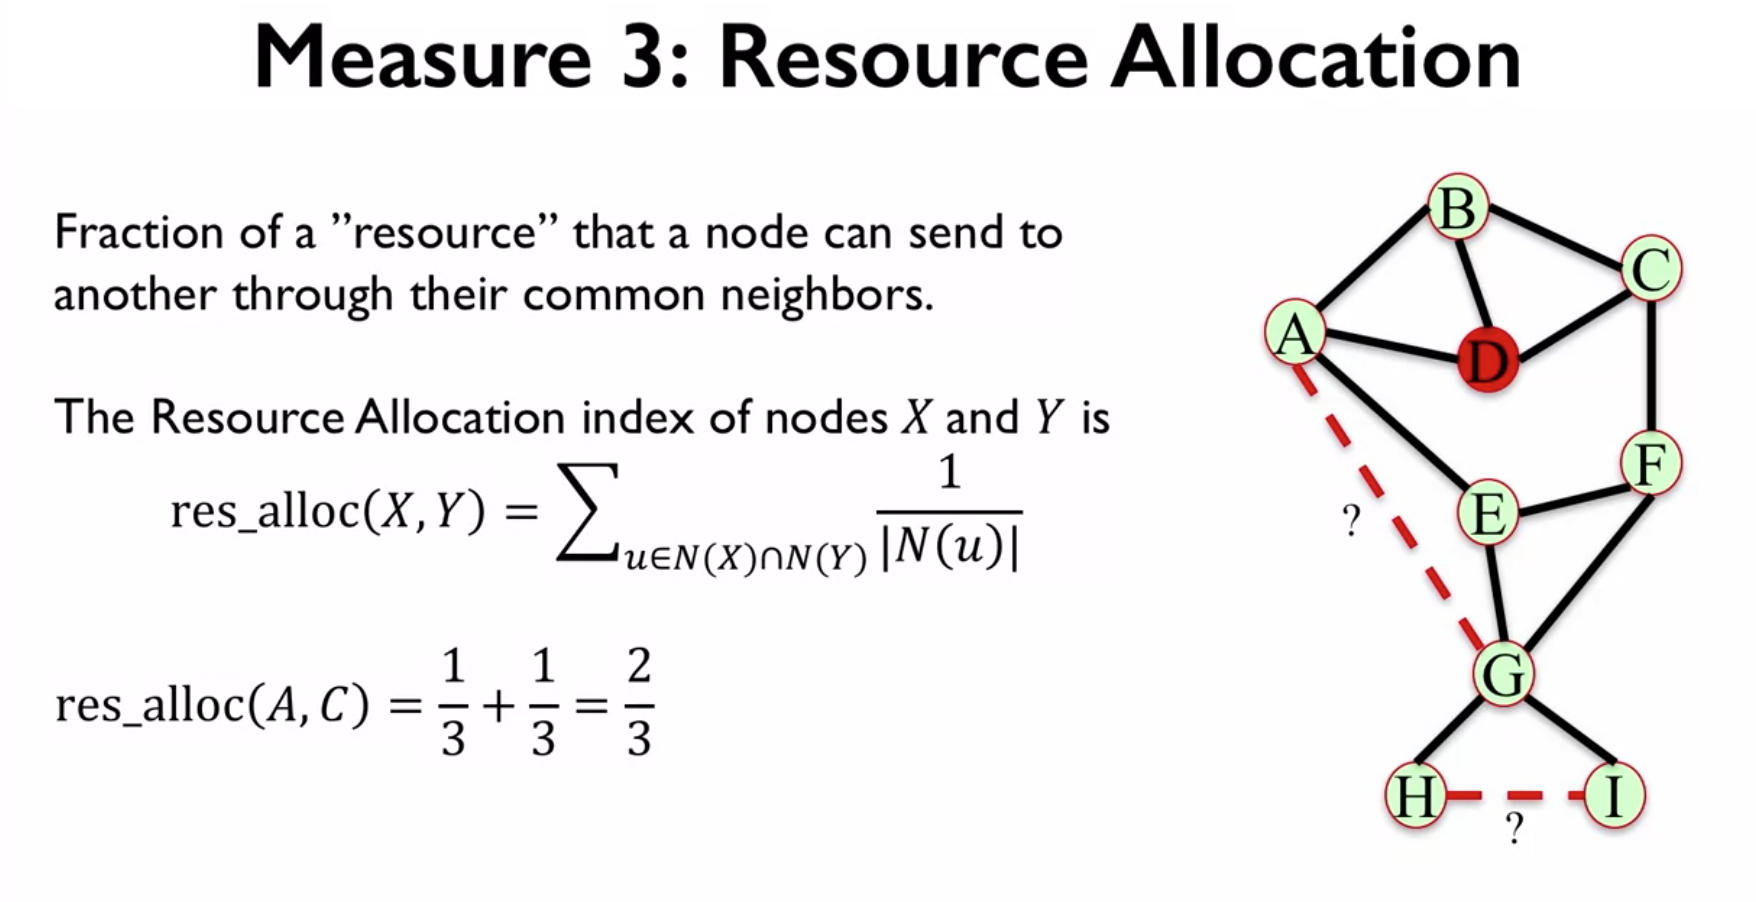 Measure 3: Resource Allocation
Fraction of a ”resource” that a node can send to
another through their common neighbors.
The Resource Allocation index of nodes X and Y is
res_alloc(X, Y) = ∑u∈N(X)∩N(Y) 1/|N(u)|
res_alloc(A, C) = 1/3 + 1/3 = 2/3
B
C
A
D
F
E
?
G
H
I
?